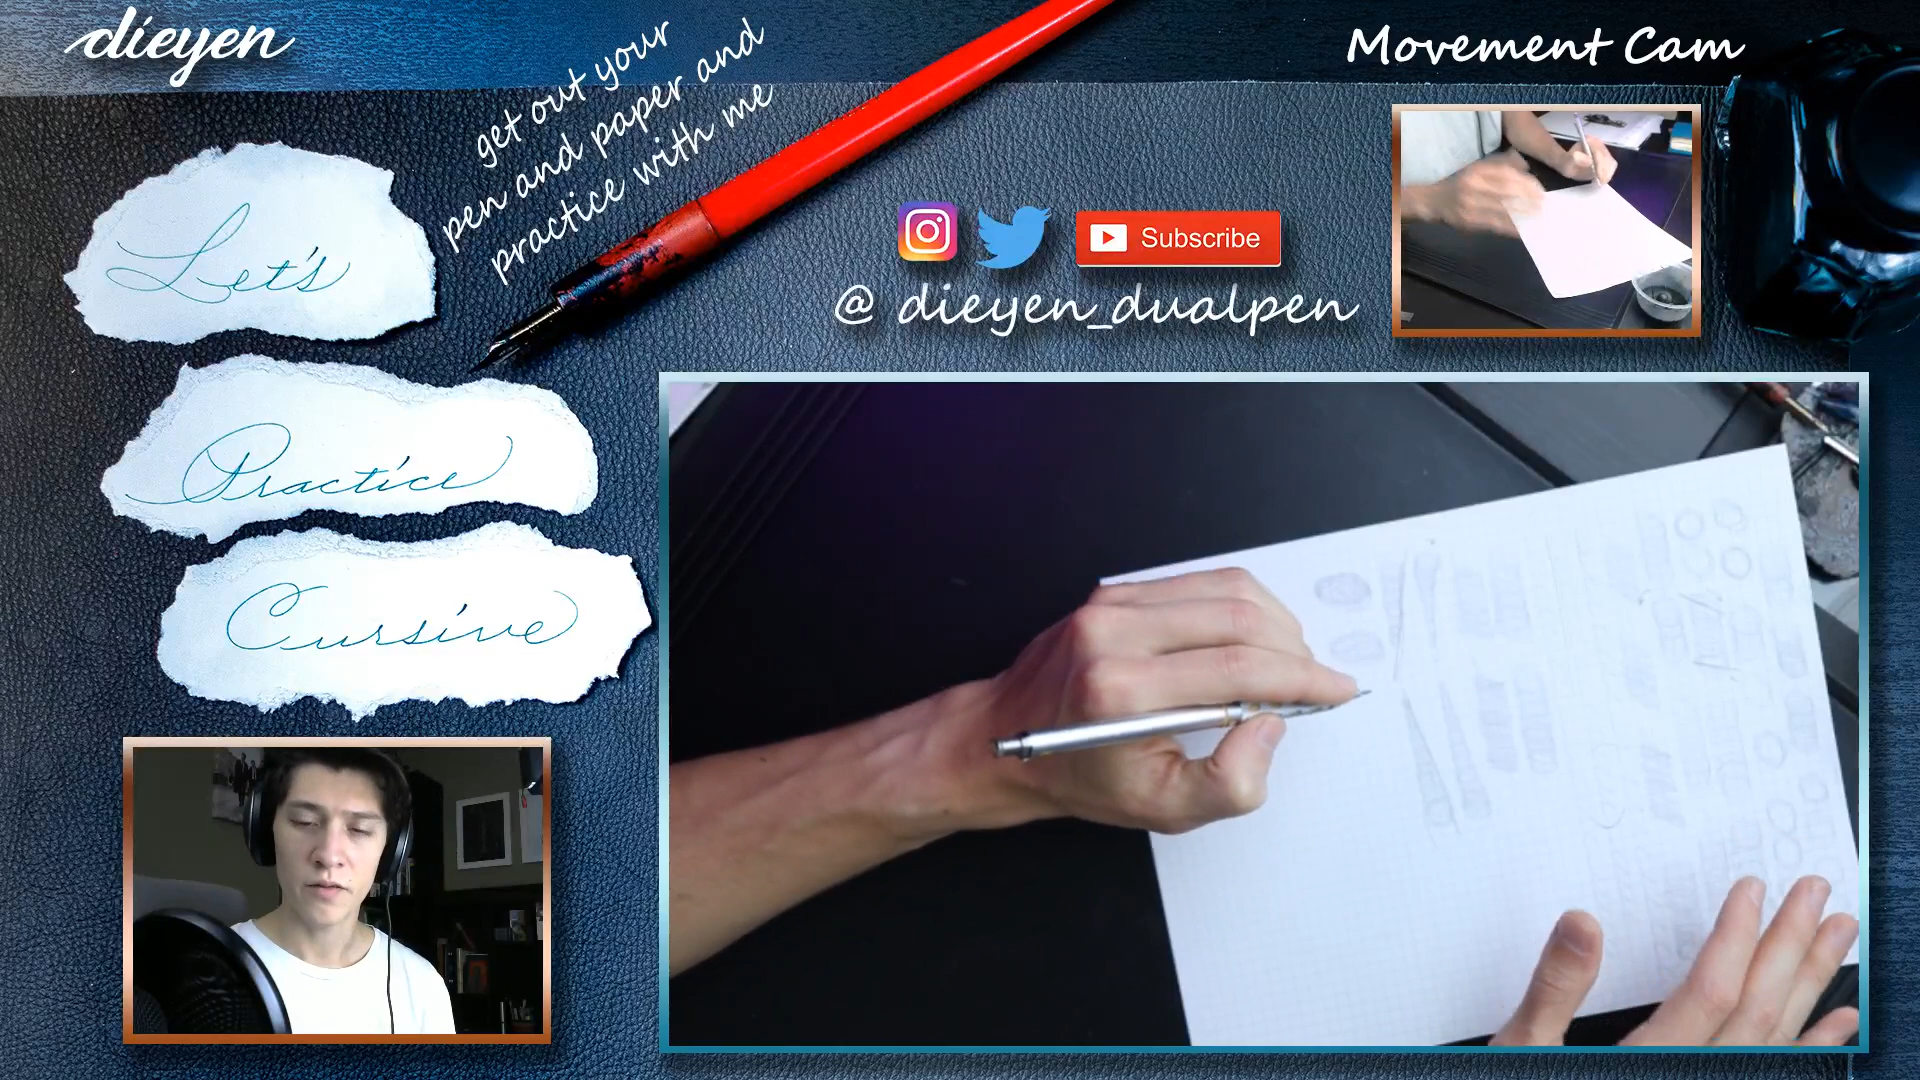 dieyen
get out your
pen and paper and
practice with me
Movement Cam
Let's
Practice
Cursive
Subscribe
@ dieyen_dualpen